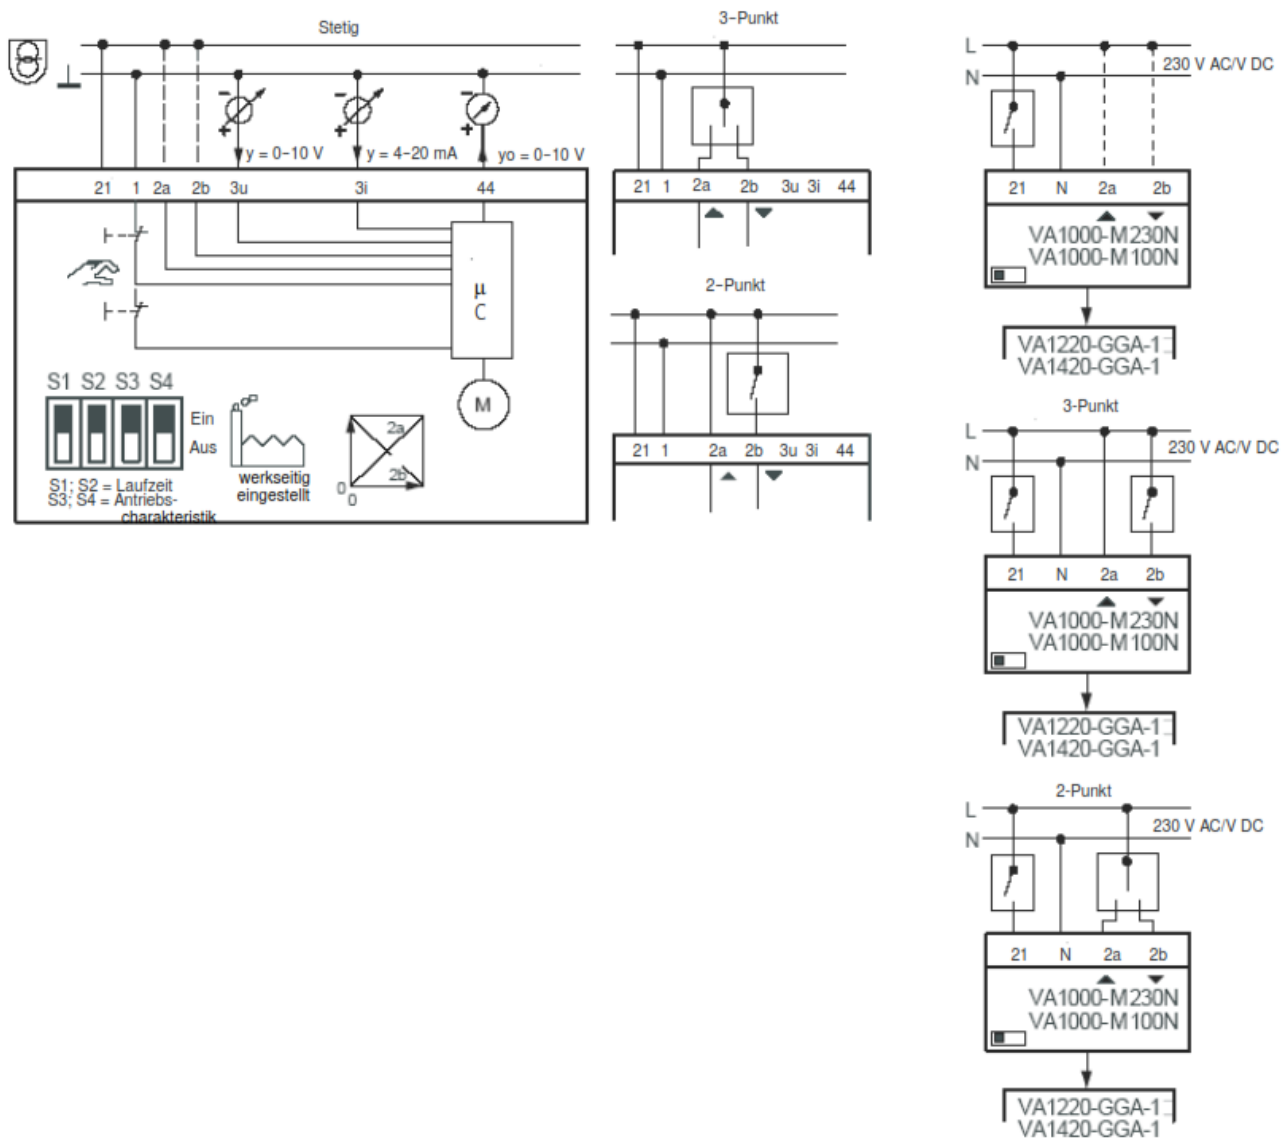 Stetig
y = 0-10 V
y = 4-20 mA
yo = 0-10 V
21 1 2a 2b 3u 3i 44
µ
C
M
S1 S2 S3 S4
Ein
Aus
S1; S2 = Laufzeit
S3; S4 = Antriebs-
charakteristik
werkseitig
eingestellt
2a
2b
0
0
3-Punkt
21 1 2a 2b 3u 3i 44
2-Punkt
21 1 2a 2b 3u 3i 44
L
N
230 V AC/V DC
21 N 2a 2b
VA1000-M230N
VA1000-M100N
VA1220-GGA-1
VA1420-GGA-1
3-Punkt
L
N
230 V AC/V DC
21 N 2a 2b
VA1000-M230N
VA1000-M100N
VA1220-GGA-1
VA1420-GGA-1
2-Punkt
L
N
230 V AC/V DC
21 N 2a 2b
VA1000-M230N
VA1000-M100N
VA1220-GGA-1
VA1420-GGA-1